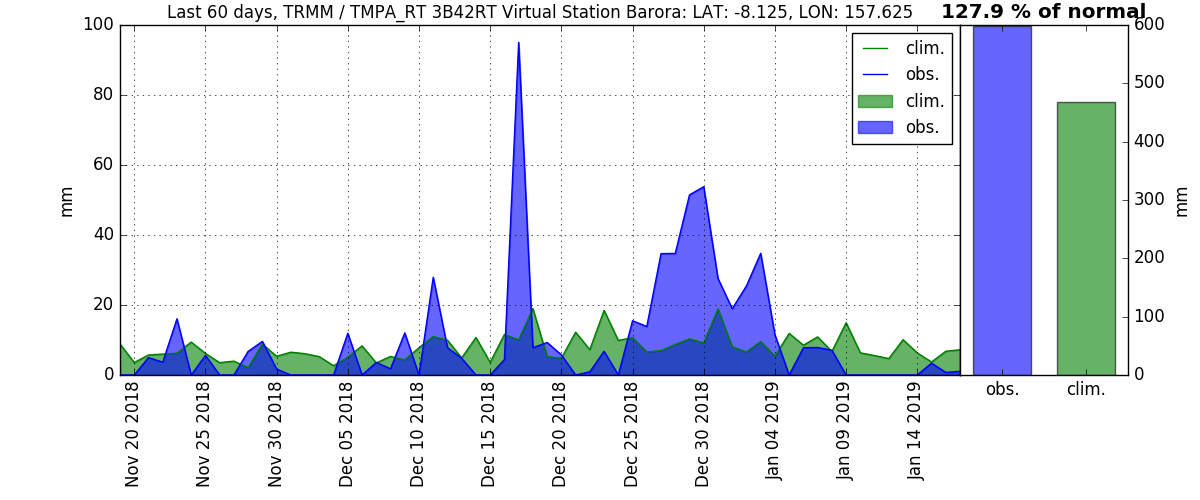 Last 60 days, TRMM / TMPA_RT 3B42RT Virtual Station Barora: LAT: -8.125, LON: 157.625
127.9 % of normal
100
80
60
40
20
0
mm
clim.
obs.
clim.
obs.
600
500
400
300
200
100
0
mm
Nov 20 2018
Nov 25 2018
Nov 30 2018
Dec 05 2018
Dec 10 2018
Dec 15 2018
Dec 20 2018
Dec 25 2018
Dec 30 2018
Jan 04 2019
Jan 09 2019
Jan 14 2019
obs.
clim.